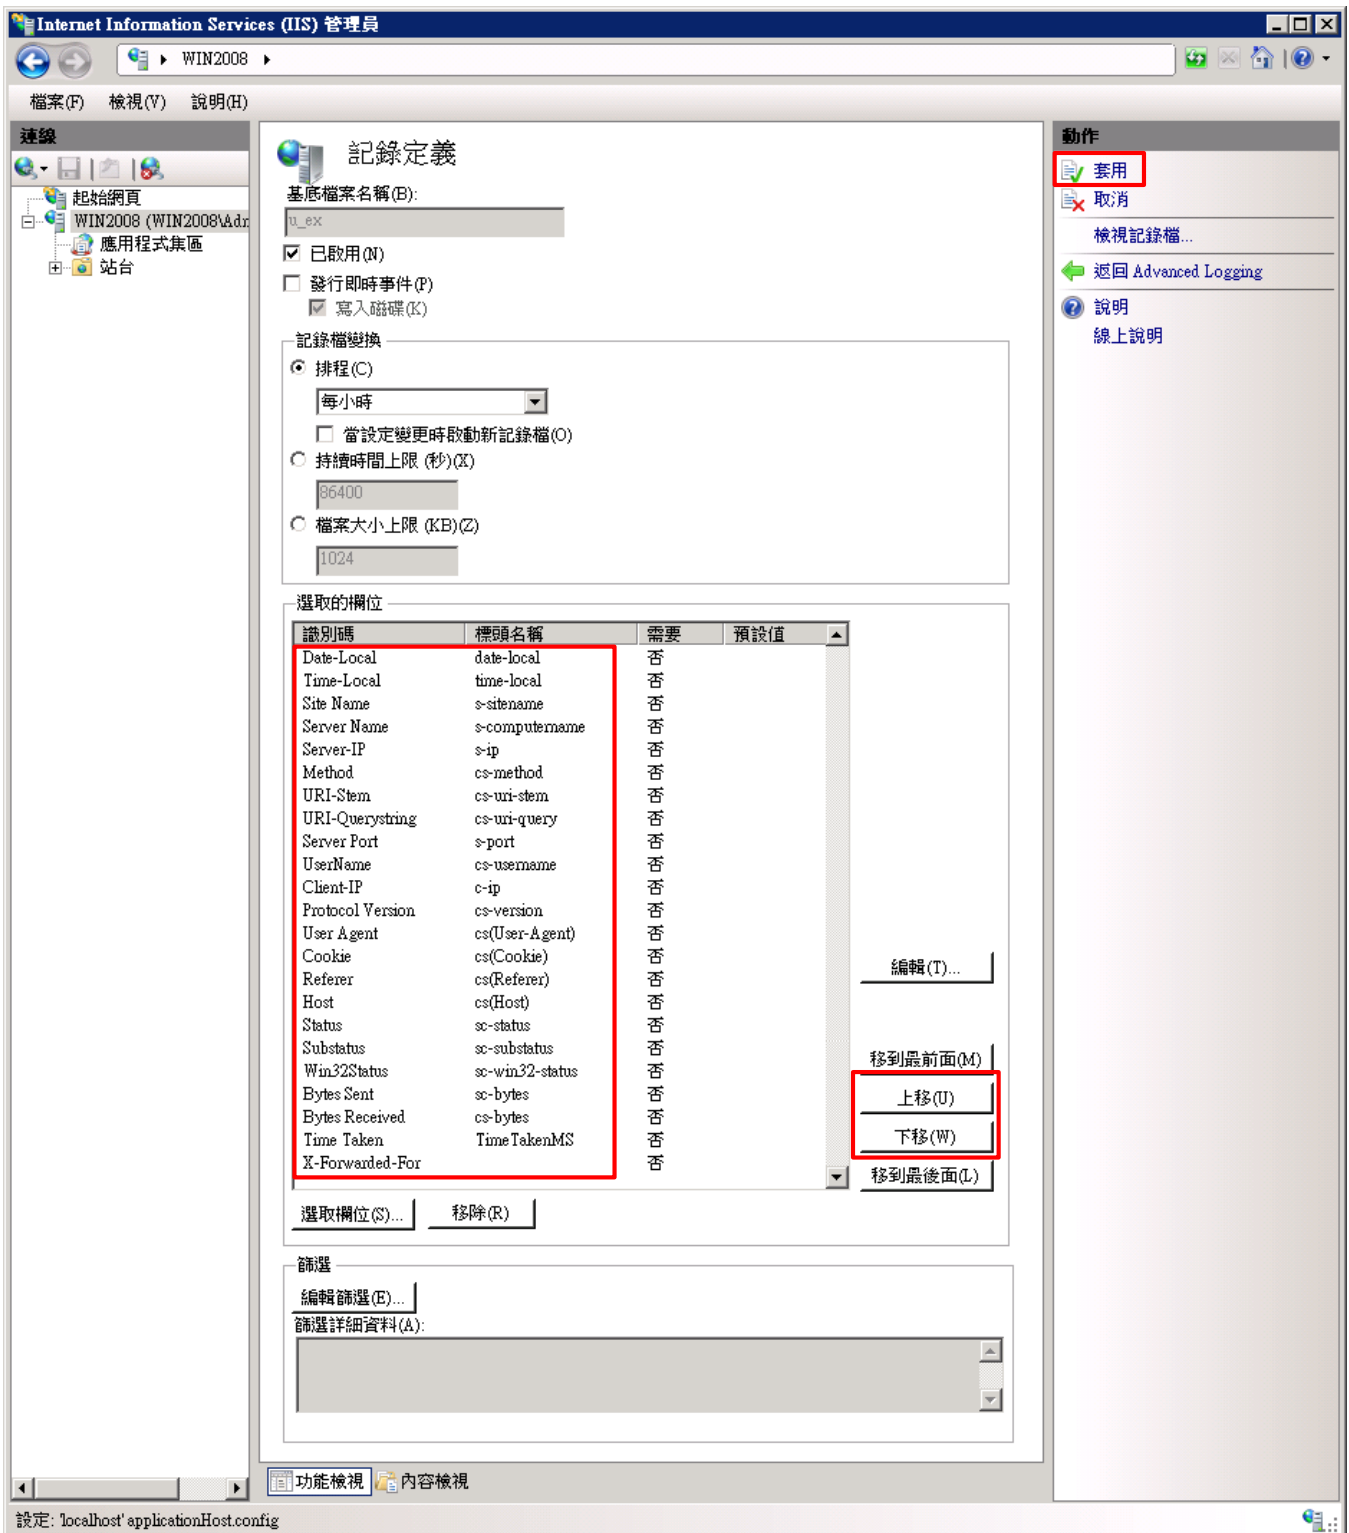 Internet Information Services (IIS) 管理員
WIN2008
檔案(F) 檢視(V) 說明(H)
連線
起始網頁
WIN2008 (WIN2008\Adm
應用程式集區
站台
記錄定義
基底檔案名稱(B):
u_ex
已啟用(N)
發行即時事件(P)
寫入磁碟(K)
記錄檔變換
排程(C)
每小時
當設定變更時啟動新記錄檔(O)
持續時間上限 (秒)(X)
86400
檔案大小上限 (KB)(Z)
1024
選取的欄位
識別碼 標頭名稱 需要 預設值
Date-Local date-local 否
Time-Local time-local 否
Site Name s-sitename 否
Server Name s-computername 否
Server-IP s-ip 否
Method cs-method 否
URI-Stem cs-uri-stem 否
URI-Querystring cs-uri-query 否
Server Port s-port 否
UserName cs-username 否
Client-IP c-ip 否
Protocol Version cs-version 否
User Agent cs(User-Agent) 否
Cookie cs(Cookie) 否
Referer cs(Referer) 否
Host cs(Host) 否
Status sc-status 否
Substatus sc-substatus 否
Win32Status sc-win32-status 否
Bytes Sent sc-bytes 否
Bytes Received cs-bytes 否
Time Taken TimeTakenMS 否
X-Forwarded-For 否
編輯(T)...
移到最前面(M)
上移(U)
下移(W)
移到最後面(L)
選取欄位(S)... 移除(R)
篩選
編輯篩選(E)...
篩選詳細資料(A):
功能檢視 內容檢視
動作
套用
取消
檢視記錄檔...
返回 Advanced Logging
說明
線上說明
設定: 'localhost' applicationHost.config